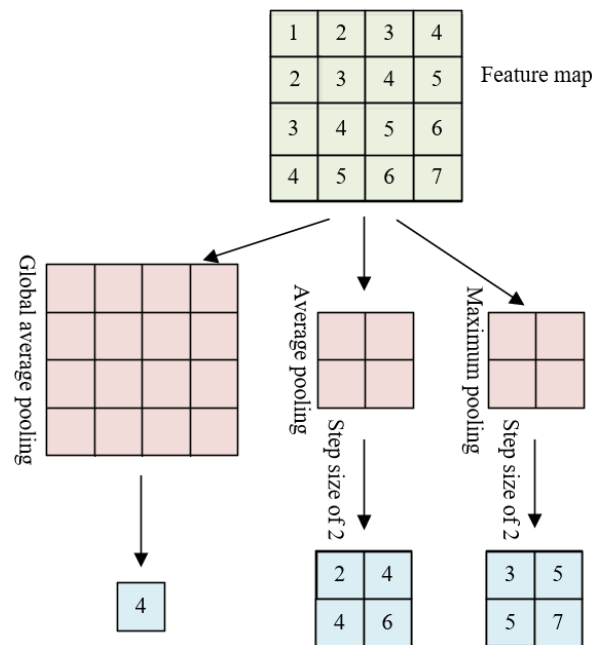 1 2 3 4
2 3 4 5
3 4 5 6
4 5 6 7
Feature map
Global average pooling
Average pooling
Maximum pooling
Step size of 2
Step size of 2
4
2 4
4 6
3 5
5 7